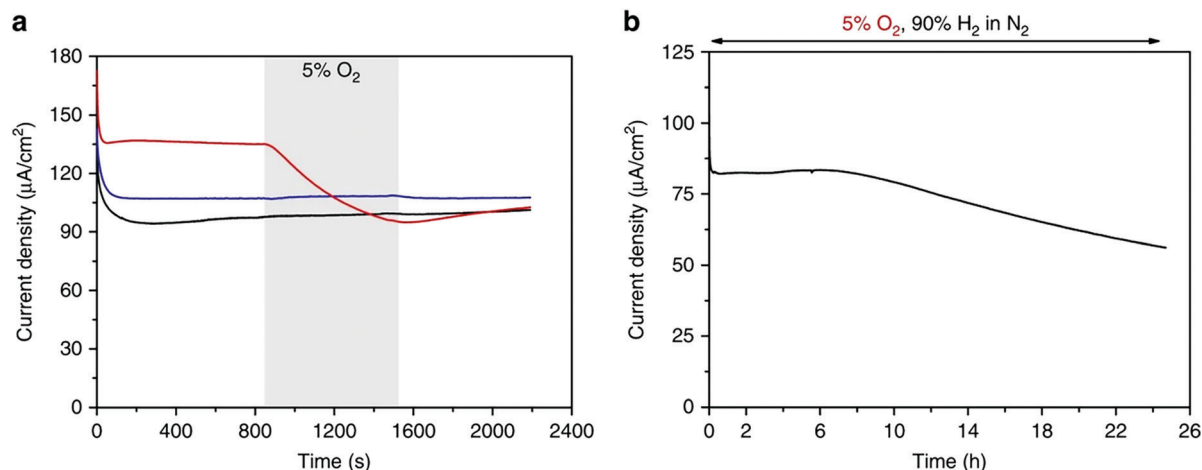 a
5% O₂
Current density (µA/cm²)
180
150
120
90
60
30
0
0 400 800 1200 1600 2000 2400
Time (s)
b
5% O₂, 90% H₂ in N₂
Current density (µA/cm²)
125
100
75
50
25
0
0 2 6 10 14 18 22 26
Time (h)